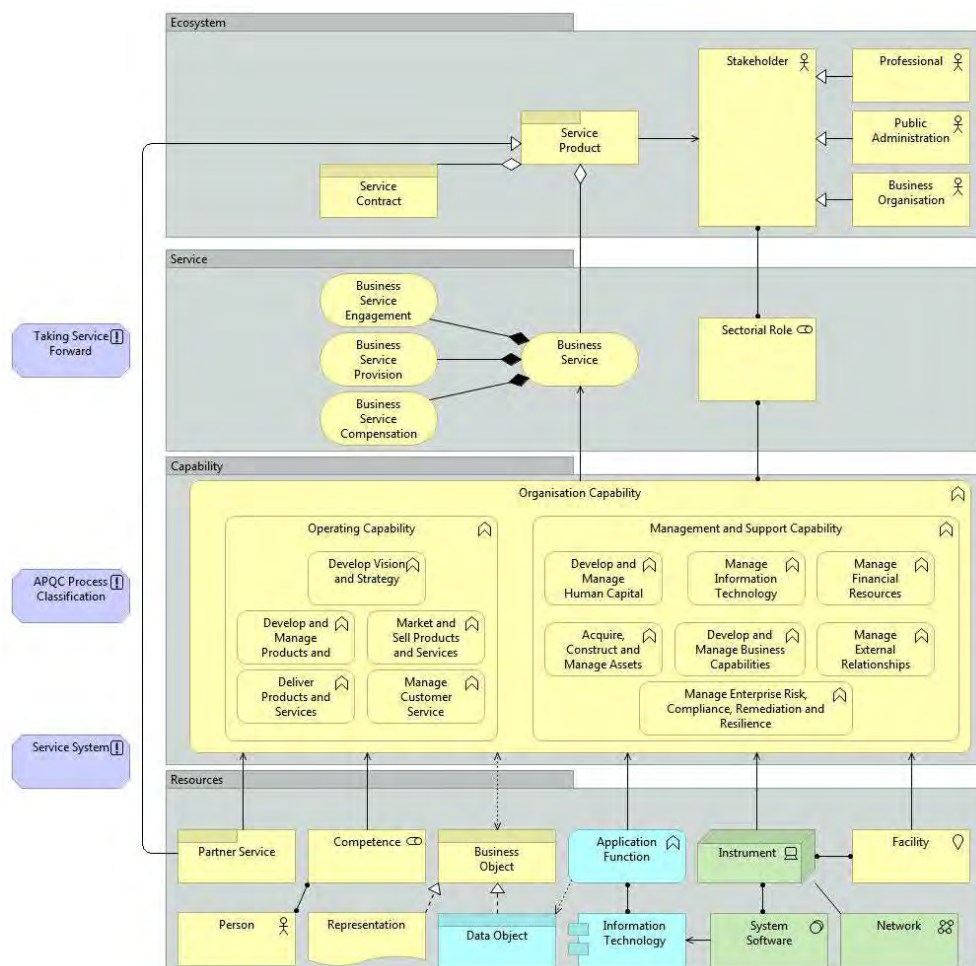 Ecosystem
Stakeholder
Professional
Public
Administration
Business
Organisation
Service
Product
Service
Contract
Service
Business
Service
Engagement
Business
Service
Provision
Business
Service
Compensation
Business
Service
Sectorial Role
Taking Service
Forward
Capability
Organisation Capability
Operating Capability
Develop Vision
and Strategy
Develop and
Manage
Products and
Market and
Sell Products
and Services
Deliver
Products and
Services
Manage
Customer
Service
Management and Support Capability
Develop and
Manage
Human Capital
Manage
Information
Technology
Manage
Financial
Resources
Acquire,
Construct and
Manage Assets
Develop and
Manage Business
Capabilities
Manage
External
Relationships
Manage Enterprise Risk,
Compliance, Remediation and
Resilience
APQC Process
Classification
Service System
Resources
Partner Service
Competence
Business
Object
Application
Function
Instrument
Facility
Person
Representation
Data Object
Information
Technology
System
Software
Network